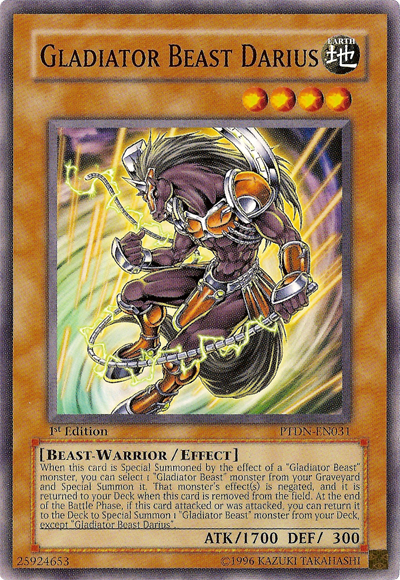 GLADIATOR BEAST DARIUS
EARTH
地
1st Edition
PTDN-EN031
[BEAST-WARRIOR / EFFECT]
When this card is Special Summoned by the effect of a "Gladiator Beast"
monster, you can select 1 "Gladiator Beast" monster from your Graveyard
and Special Summon it. That monster's effect(s) is negated, and it is
returned to your Deck when this card is removed from the field. At the end
of the Battle Phase, if this card attacked or was attacked, you can return it
to the Deck to Special Summon 1 "Gladiator Beast" monster from your Deck,
except "Gladiator Beast Darius".
ATK/1700 DEF/ 300
25924653
©1996 KAZUKI TAKAHASHI